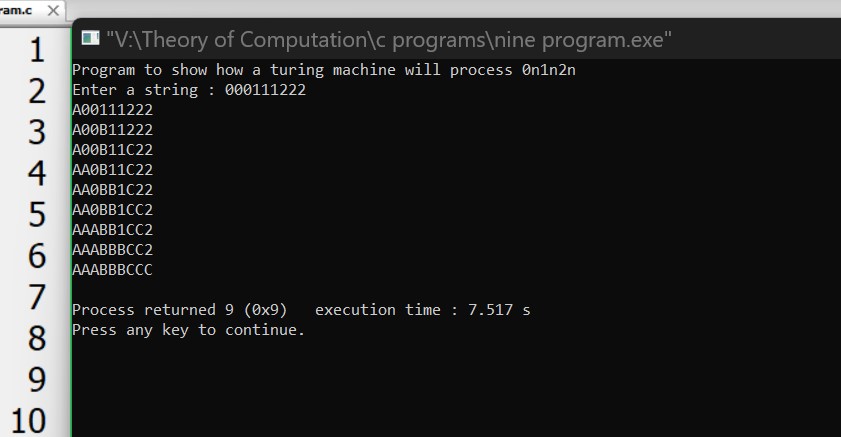 ram.c ×
"V:\Theory of Computation\c programs\nine program.exe"
1
2
3
4
5
6
7
8
9
10
Program to show how a turing machine will process 0n1n2n
Enter a string : 000111222
A00111222
A00B11222
A00B11C22
AA0B11C22
AA0BB1C22
AA0BB1CC2
AAABB1CC2
AAABBBCC2
AAABBBCCC
Process returned 9 (0x9)   execution time : 7.517 s
Press any key to continue.